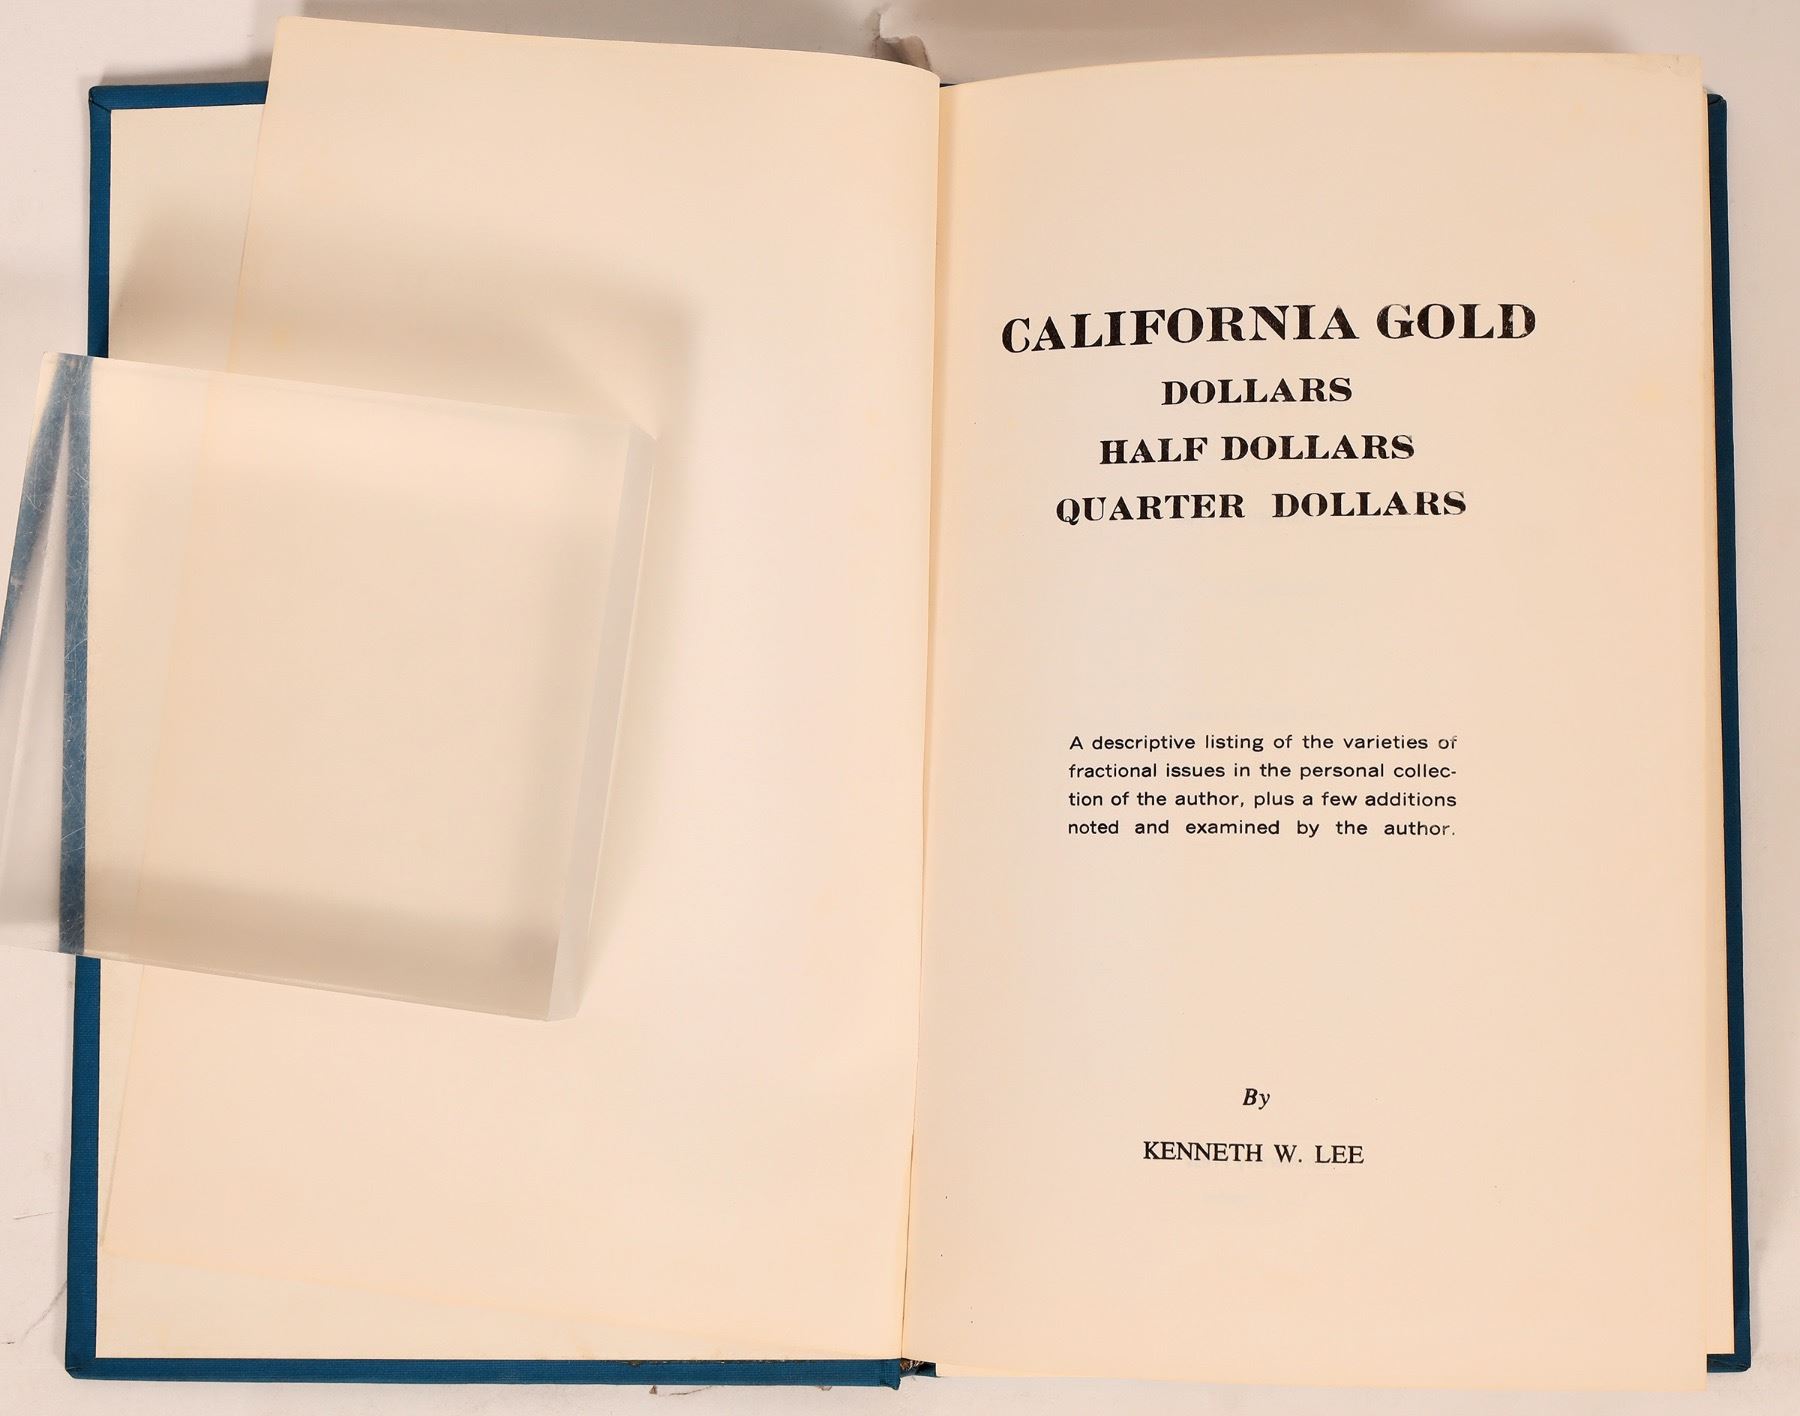 CALIFORNIA GOLD
DOLLARS
HALF DOLLARS
QUARTER DOLLARS
A descriptive listing of the varieties of
fractional issues in the personal collec-
tion of the author, plus a few additions
noted and examined by the author.
By
KENNETH W. LEE